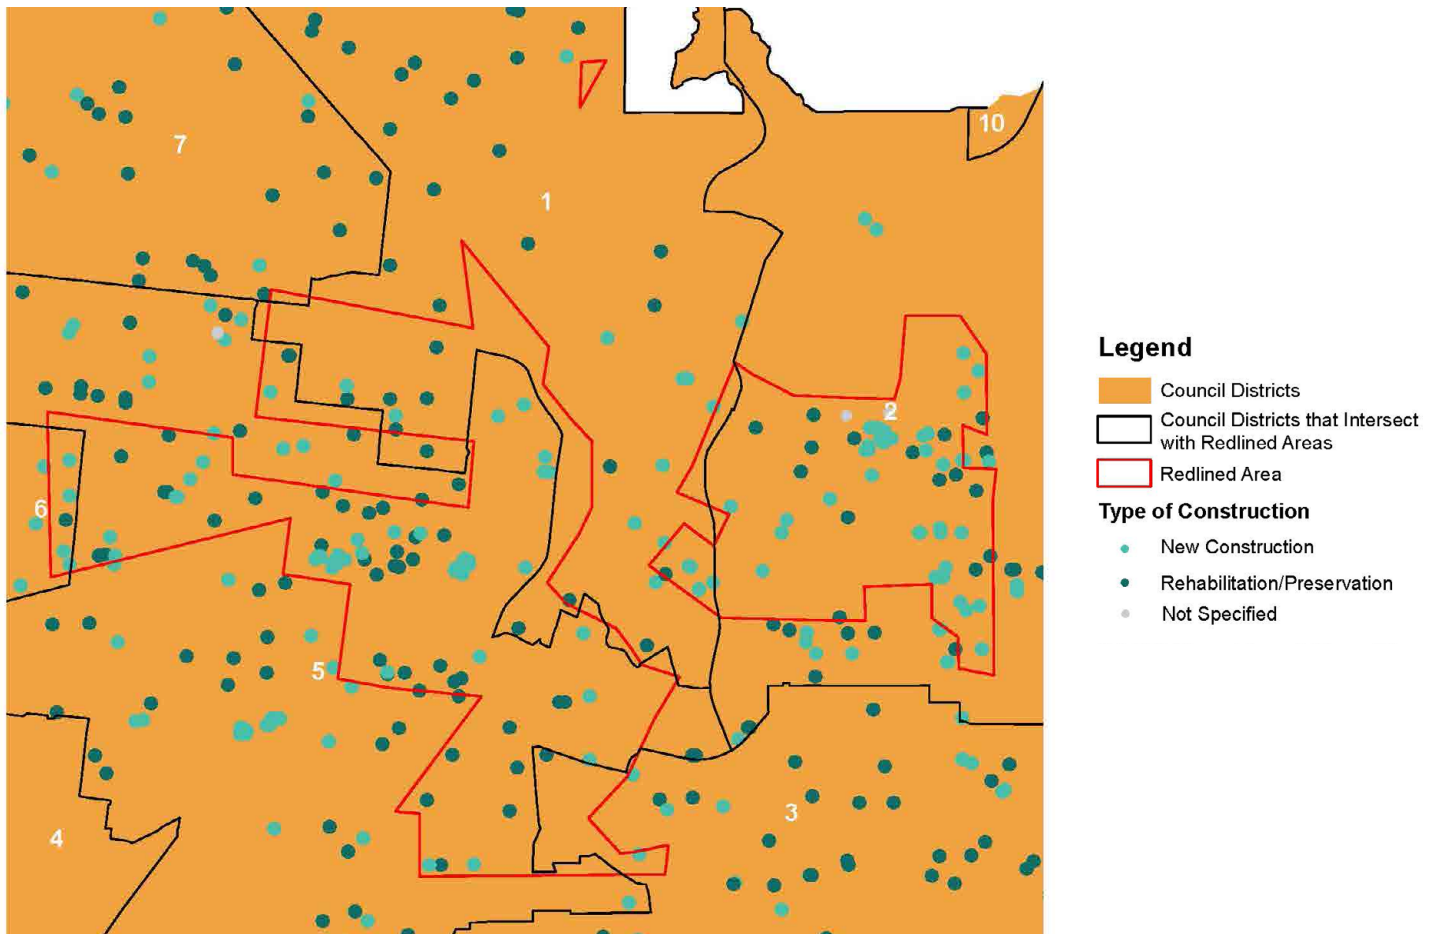 7
1
10
2
6
5
4
3
Legend
Council Districts
Council Districts that Intersect
with Redlined Areas
Redlined Area
Type of Construction
New Construction
Rehabilitation/Preservation
Not Specified